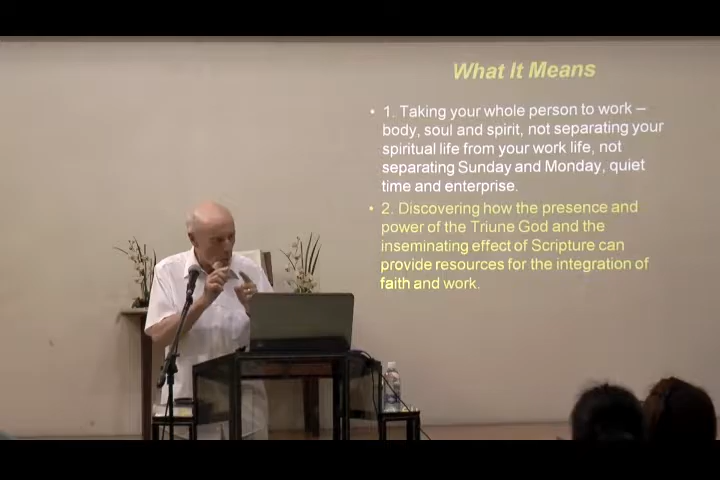 What It Means
• 1. Taking your whole person to work –
body, soul and spirit, not separating your
spiritual life from your work life, not
separating Sunday and Monday, quiet
time and enterprise.
• 2. Discovering how the presence and
power of the Triune God and the
inseminating effect of Scripture can
provide resources for the integration of
faith and work.